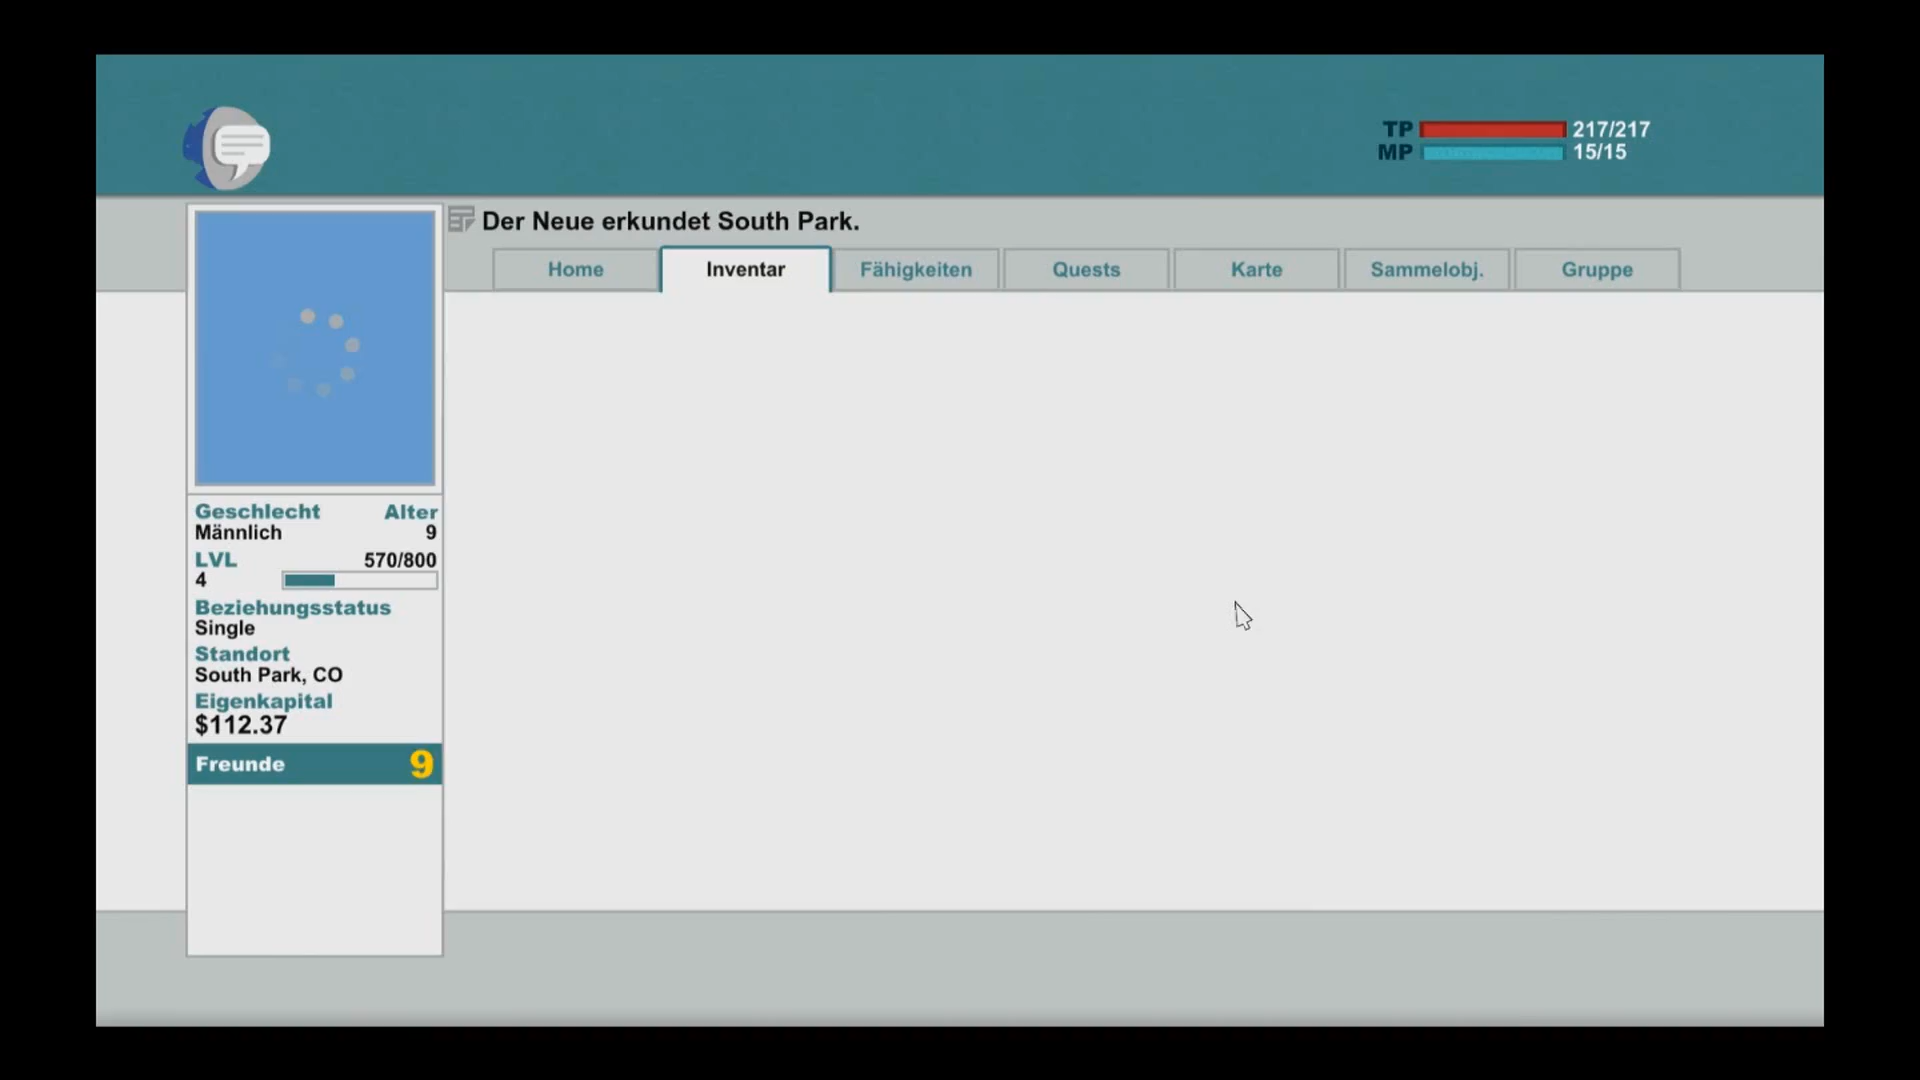 TP 217/217
MP 15/15
Der Neue erkundet South Park.
Home Inventar Fähigkeiten Quests Karte Sammelobj. Gruppe
Geschlecht Alter
Männlich 9
LVL 570/800
4
Beziehungsstatus
Single
Standort
South Park, CO
Eigenkapital
$112.37
Freunde 9